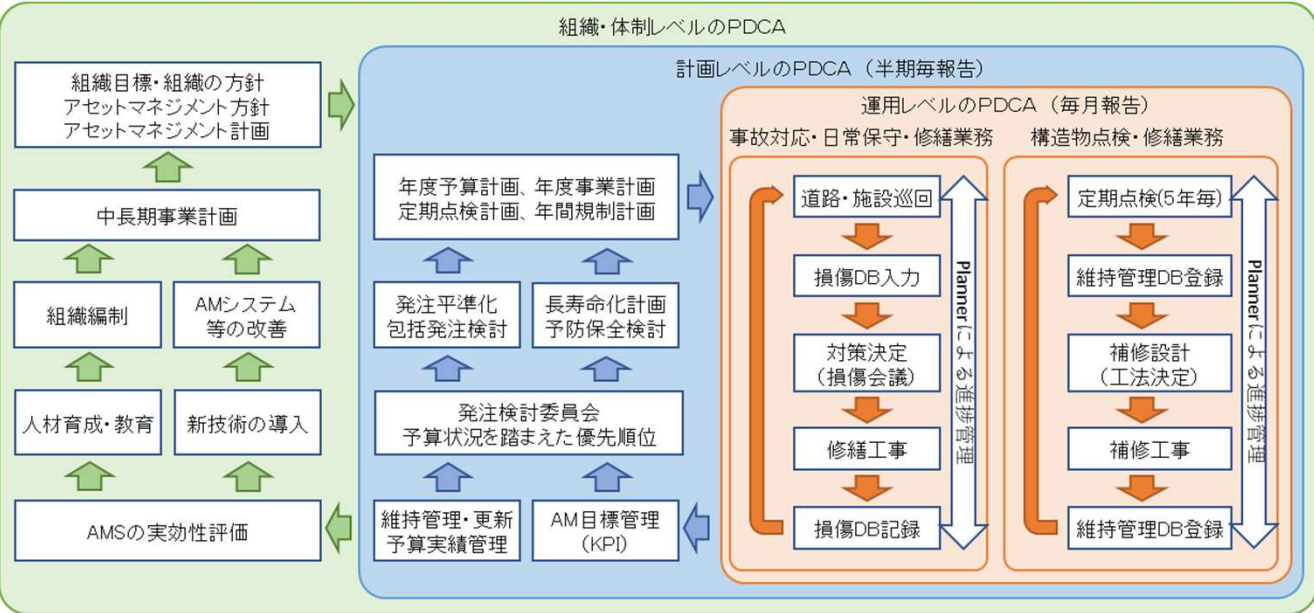 組織・体制レベルのPDCA
組織目標・組織の方針
アセットマネジメント方針
アセットマネジメント計画
中長期事業計画
組織編制
AMシステム
等の改善
人材育成・教育
新技術の導入
AMSの実効性評価
計画レベルのPDCA（半期毎報告）
年度予算計画、年度事業計画
定期点検計画、年間規制計画
発注平準化
包括発注検討
長寿命化計画
予防保全検討
発注検討委員会
予算状況を踏まえた優先順位
維持管理・更新
予算実績管理
AM目標管理
(KPI)
運用レベルのPDCA（毎月報告）
事故対応・日常保守・修繕業務
道路・施設巡回
損傷DB入力
対策決定
(損傷会議)
修繕工事
損傷DB記録
Plannerによる進捗管理
構造物点検・修繕業務
定期点検(5年毎)
維持管理DB登録
補修設計
(工法決定)
補修工事
維持管理DB登録
Plannerによる進捗管理